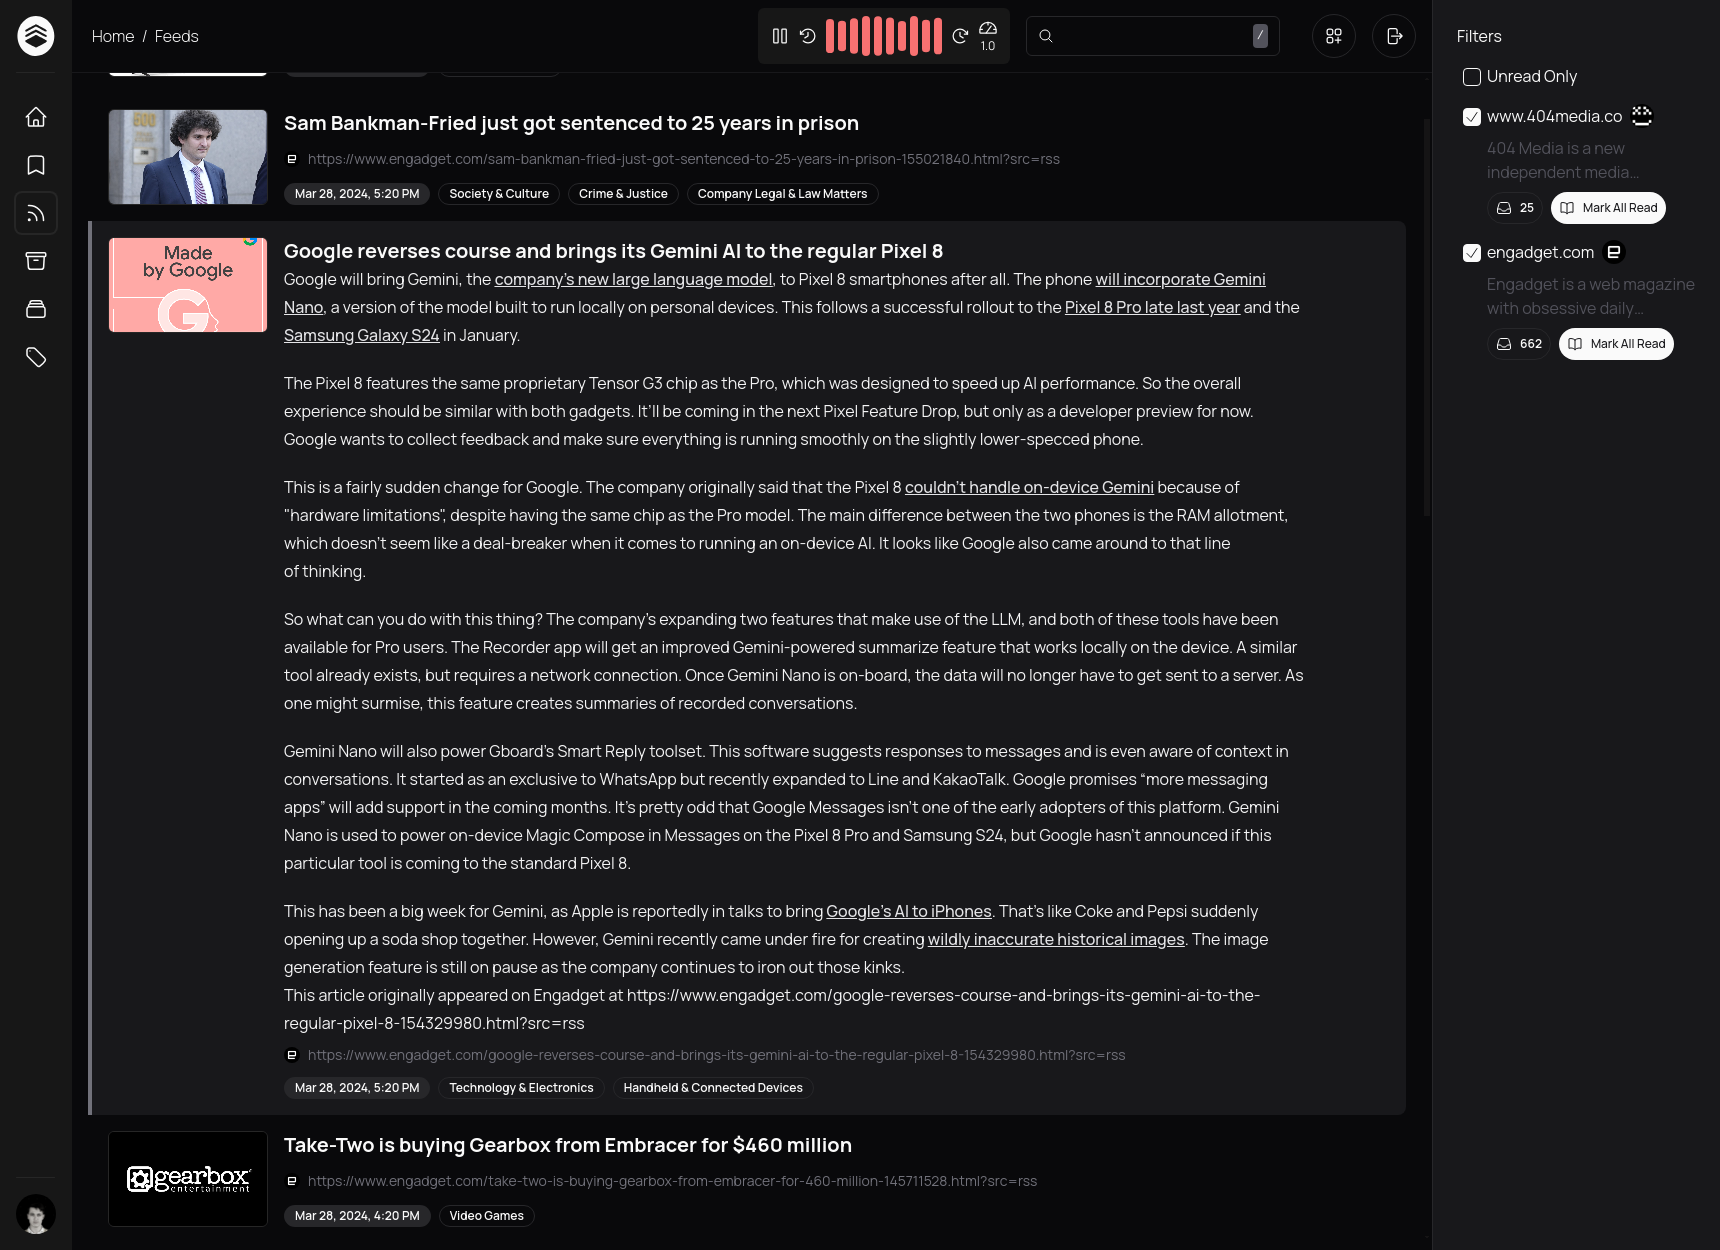 Home / Feeds
1.0
/
Sam Bankman-Fried just got sentenced to 25 years in prison
https://www.engadget.com/sam-bankman-fried-just-got-sentenced-to-25-years-in-prison-155021840.html?src=rss
Mar 28, 2024, 5:20 PM
Society & Culture
Crime & Justice
Company Legal & Law Matters
Made
by Google
Google reverses course and brings its Gemini AI to the regular Pixel 8
Google will bring Gemini, the company’s new large language model, to Pixel 8 smartphones after all. The phone will incorporate Gemini
Nano, a version of the model built to run locally on personal devices. This follows a successful rollout to the Pixel 8 Pro late last year and the
Samsung Galaxy S24 in January.
The Pixel 8 features the same proprietary Tensor G3 chip as the Pro, which was designed to speed up AI performance. So the overall
experience should be similar with both gadgets. It’ll be coming in the next Pixel Feature Drop, but only as a developer preview for now.
Google wants to collect feedback and make sure everything is running smoothly on the slightly lower-specced phone.
This is a fairly sudden change for Google. The company originally said that the Pixel 8 couldn’t handle on-device Gemini because of
"hardware limitations", despite having the same chip as the Pro model. The main difference between the two phones is the RAM allotment,
which doesn’t seem like a deal-breaker when it comes to running an on-device AI. It looks like Google also came around to that line
of thinking.
So what can you do with this thing? The company’s expanding two features that make use of the LLM, and both of these tools have been
available for Pro users. The Recorder app will get an improved Gemini-powered summarize feature that works locally on the device. A similar
tool already exists, but requires a network connection. Once Gemini Nano is on-board, the data will no longer have to get sent to a server. As
one might surmise, this feature creates summaries of recorded conversations.
Gemini Nano will also power Gboard’s Smart Reply toolset. This software suggests responses to messages and is even aware of context in
conversations. It started as an exclusive to WhatsApp but recently expanded to Line and KakaoTalk. Google promises “more messaging
apps” will add support in the coming months. It’s pretty odd that Google Messages isn’t one of the early adopters of this platform. Gemini
Nano is used to power on-device Magic Compose in Messages on the Pixel 8 Pro and Samsung S24, but Google hasn’t announced if this
particular tool is coming to the standard Pixel 8.
This has been a big week for Gemini, as Apple is reportedly in talks to bring Google’s AI to iPhones. That’s like Coke and Pepsi suddenly
opening up a soda shop together. However, Gemini recently came under fire for creating wildly inaccurate historical images. The image
generation feature is still on pause as the company continues to iron out those kinks.
This article originally appeared on Engadget at https://www.engadget.com/google-reverses-course-and-brings-its-gemini-ai-to-the-
regular-pixel-8-154329980.html?src=rss
https://www.engadget.com/google-reverses-course-and-brings-its-gemini-ai-to-the-regular-pixel-8-154329980.html?src=rss
Mar 28, 2024, 5:20 PM
Technology & Electronics
Handheld & Connected Devices
gearbox
entertainment
Take-Two is buying Gearbox from Embracer for $460 million
https://www.engadget.com/take-two-is-buying-gearbox-from-embracer-for-460-million-145711528.html?src=rss
Mar 28, 2024, 4:20 PM
Video Games
Filters
Unread Only
www.404media.co
404 Media is a new
independent media…
25
Mark All Read
engadget.com
Engadget is a web magazine
with obsessive daily…
662
Mark All Read